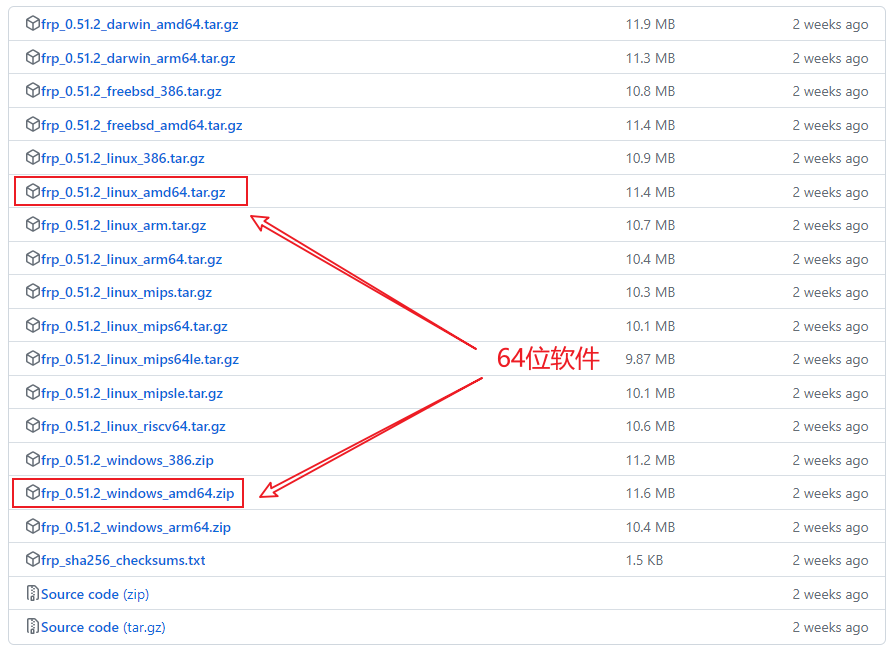 frp_0.51.2_darwin_amd64.tar.gz 11.9 MB 2 weeks ago
frp_0.51.2_darwin_arm64.tar.gz 11.3 MB 2 weeks ago
frp_0.51.2_freebsd_386.tar.gz 10.8 MB 2 weeks ago
frp_0.51.2_freebsd_amd64.tar.gz 11.4 MB 2 weeks ago
frp_0.51.2_linux_386.tar.gz 10.9 MB 2 weeks ago
frp_0.51.2_linux_amd64.tar.gz 11.4 MB 2 weeks ago
frp_0.51.2_linux_arm.tar.gz 10.7 MB 2 weeks ago
frp_0.51.2_linux_arm64.tar.gz 10.4 MB 2 weeks ago
frp_0.51.2_linux_mips.tar.gz 10.3 MB 2 weeks ago
frp_0.51.2_linux_mips64.tar.gz 10.1 MB 2 weeks ago
frp_0.51.2_linux_mips64le.tar.gz 9.87 MB 2 weeks ago
64位软件
frp_0.51.2_linux_mipsle.tar.gz 10.1 MB 2 weeks ago
frp_0.51.2_linux_riscv64.tar.gz 10.6 MB 2 weeks ago
frp_0.51.2_windows_386.zip 11.2 MB 2 weeks ago
frp_0.51.2_windows_amd64.zip 11.6 MB 2 weeks ago
frp_0.51.2_windows_arm64.zip 10.4 MB 2 weeks ago
frp_sha256_checksums.txt 1.5 KB 2 weeks ago
Source code (zip) 2 weeks ago
Source code (tar.gz) 2 weeks ago